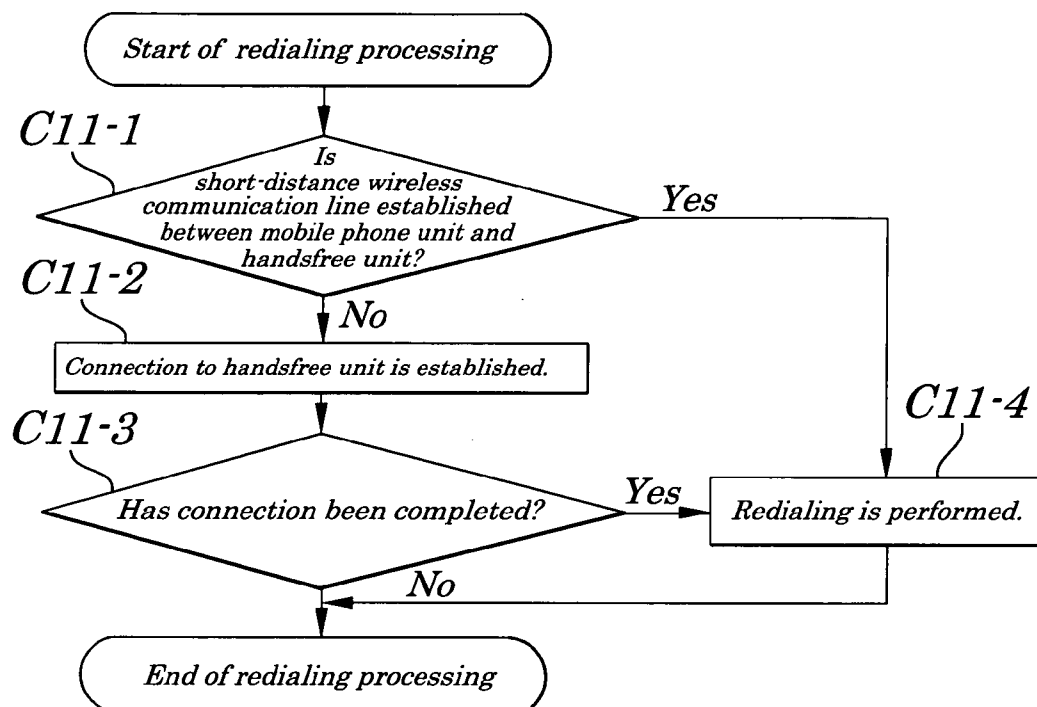 Start of redialing processing
C11-1
Is
short-distance wireless
communication line established
between mobile phone unit and
handsfree unit?
Yes
C11-2
No
Connection to handsfree unit is established.
C11-3
C11-4
Has connection been completed?
Yes
Redialing is performed.
No
End of redialing processing